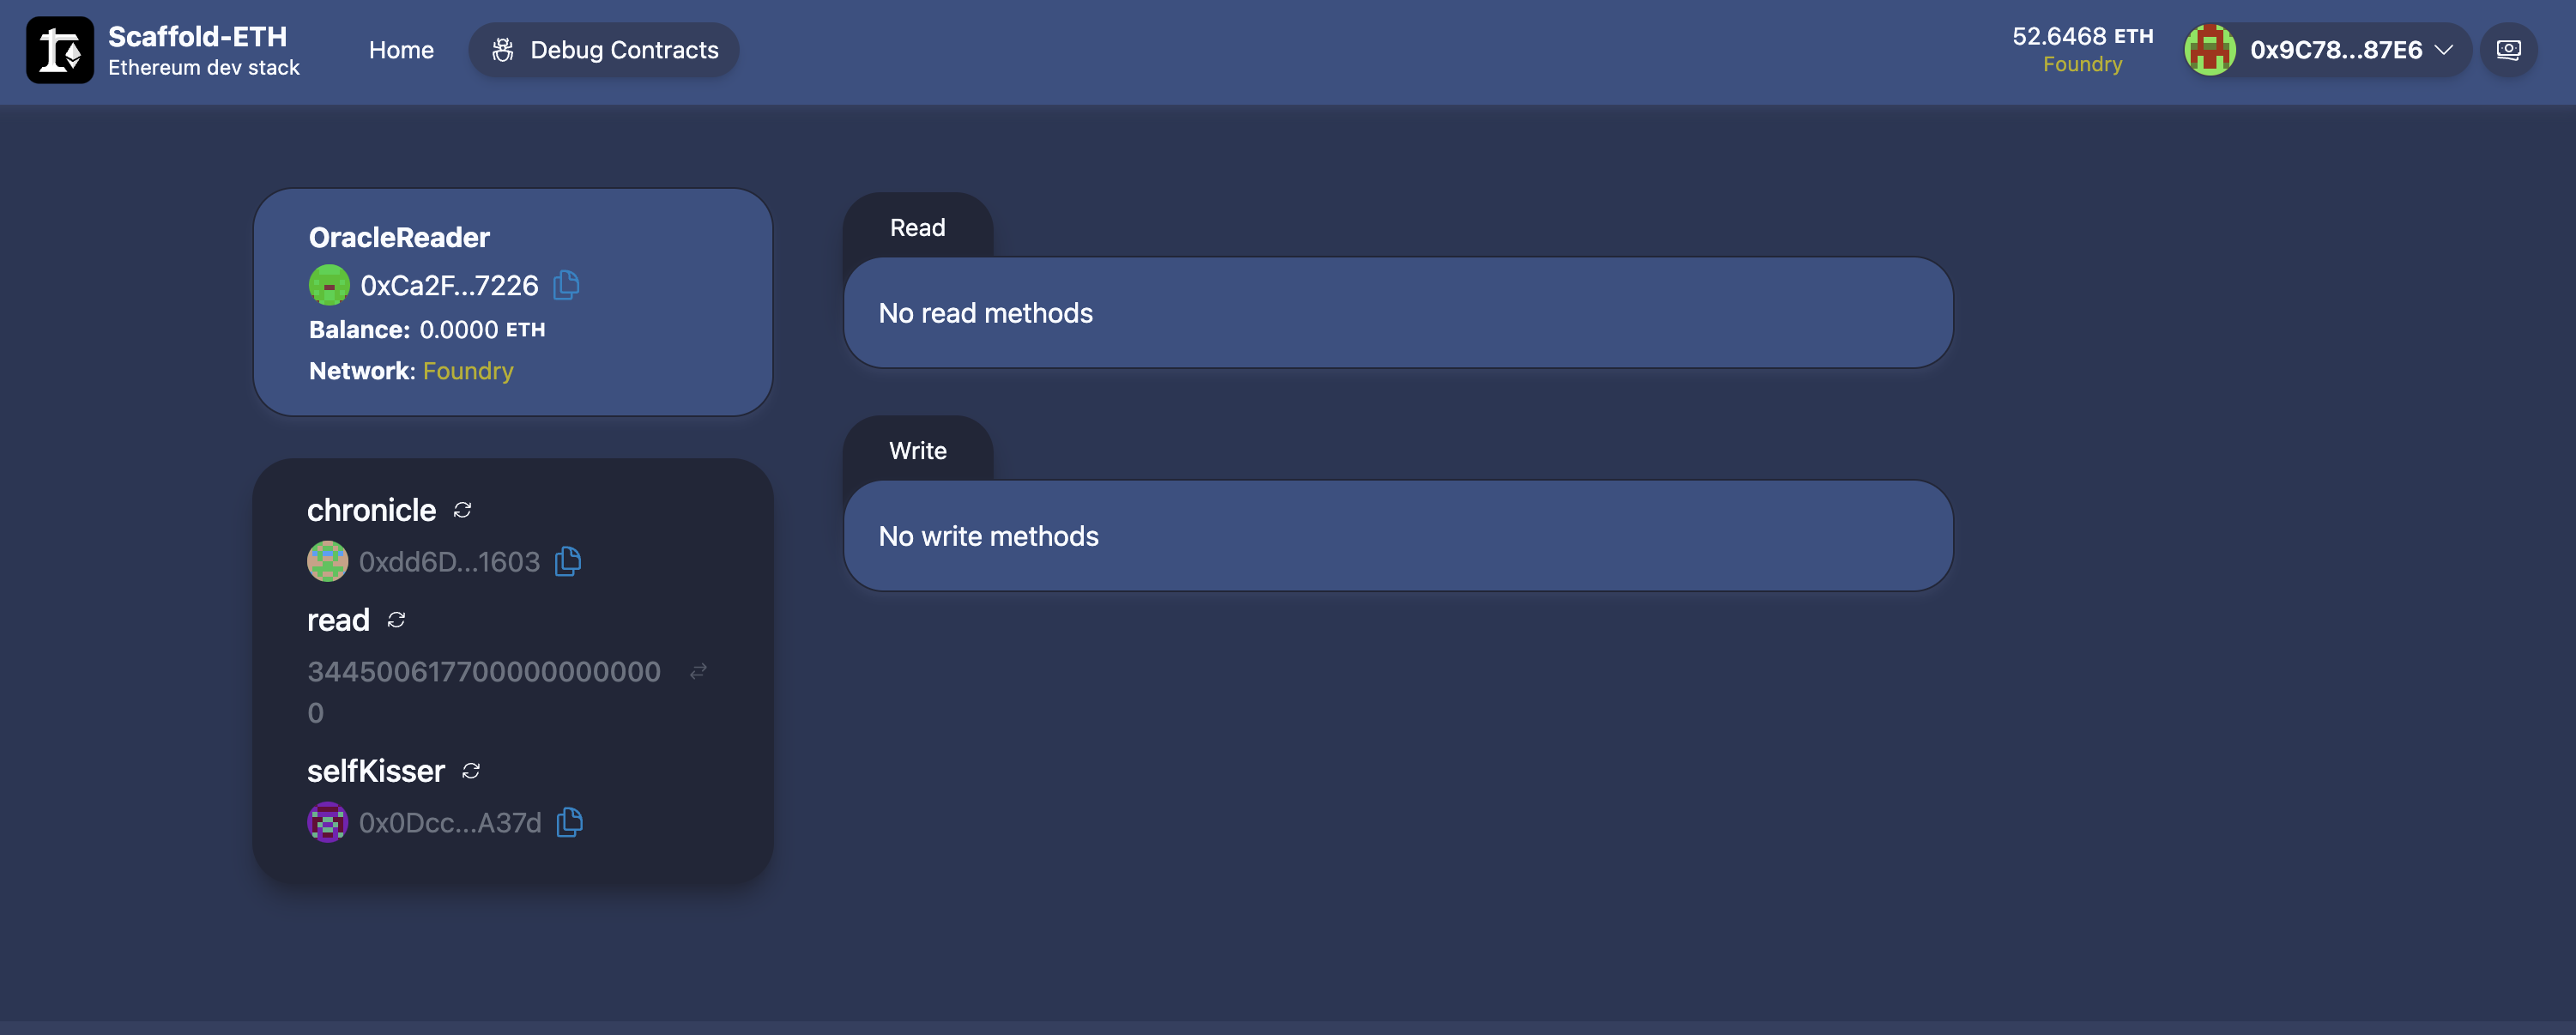 Scaffold-ETH
Ethereum dev stack
Home
Debug Contracts
52.6468 ETH
Foundry
0x9C78...87E6
OracleReader
0xCa2F...7226
Balance: 0.0000 ETH
Network: Foundry
chronicle
0xdd6D...1603
read
344500617700000000000
0
selfKisser
0x0Dcc...A37d
Read
No read methods
Write
No write methods